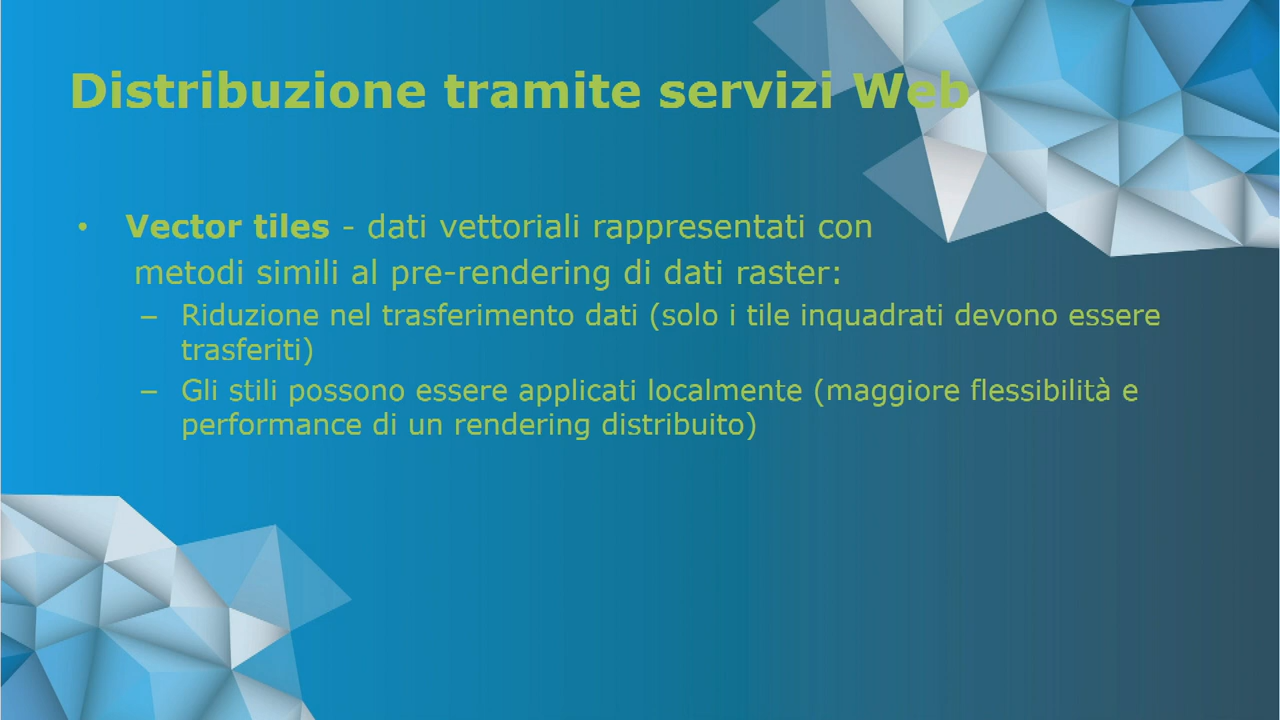 Distribuzione tramite servizi Web
• Vector tiles - dati vettoriali rappresentati con
metodi simili al pre-rendering di dati raster:
– Riduzione nel trasferimento dati (solo i tile inquadrati devono essere
trasferiti)
– Gli stili possono essere applicati localmente (maggiore flessibilità e
performance di un rendering distribuito)